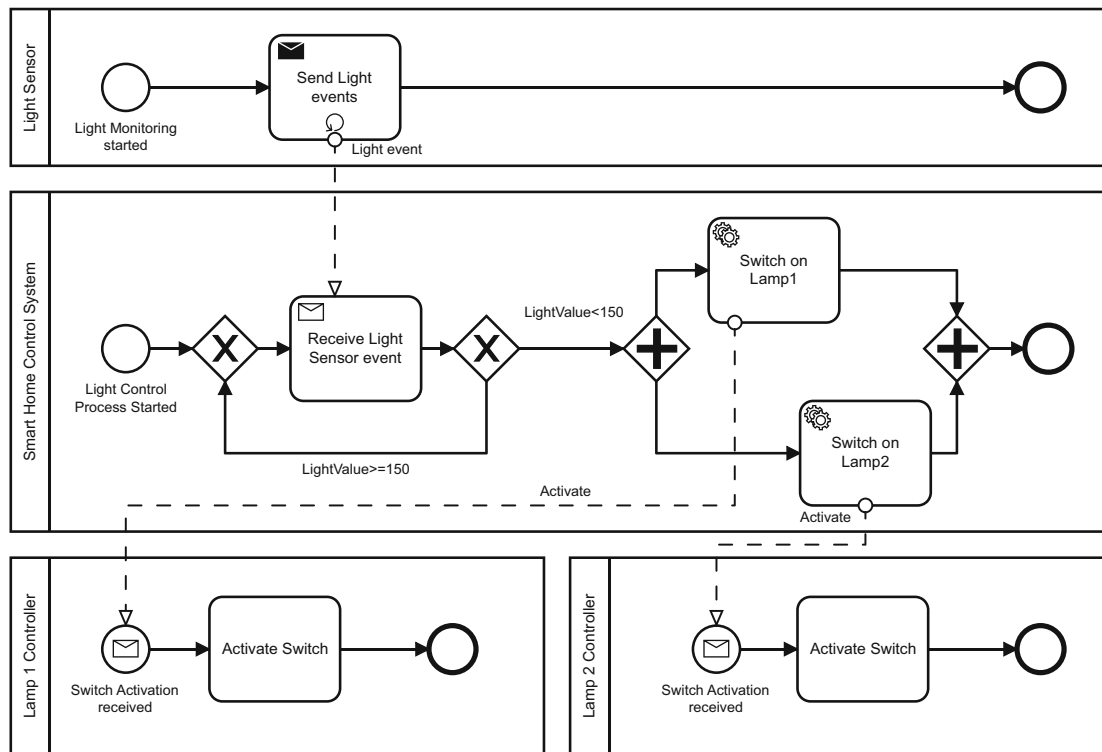 Light Sensor
Send Light
events
Light Monitoring
started
Light event
Smart Home Control System
Switch on
Lamp1
LightValue<150
Receive Light
Sensor event
Light Control
Process Started
LightValue>=150
Switch on
Lamp2
Activate
Activate
Lamp 1 Controller
Activate Switch
Switch Activation
received
Lamp 2 Controller
Activate Switch
Switch Activation
received